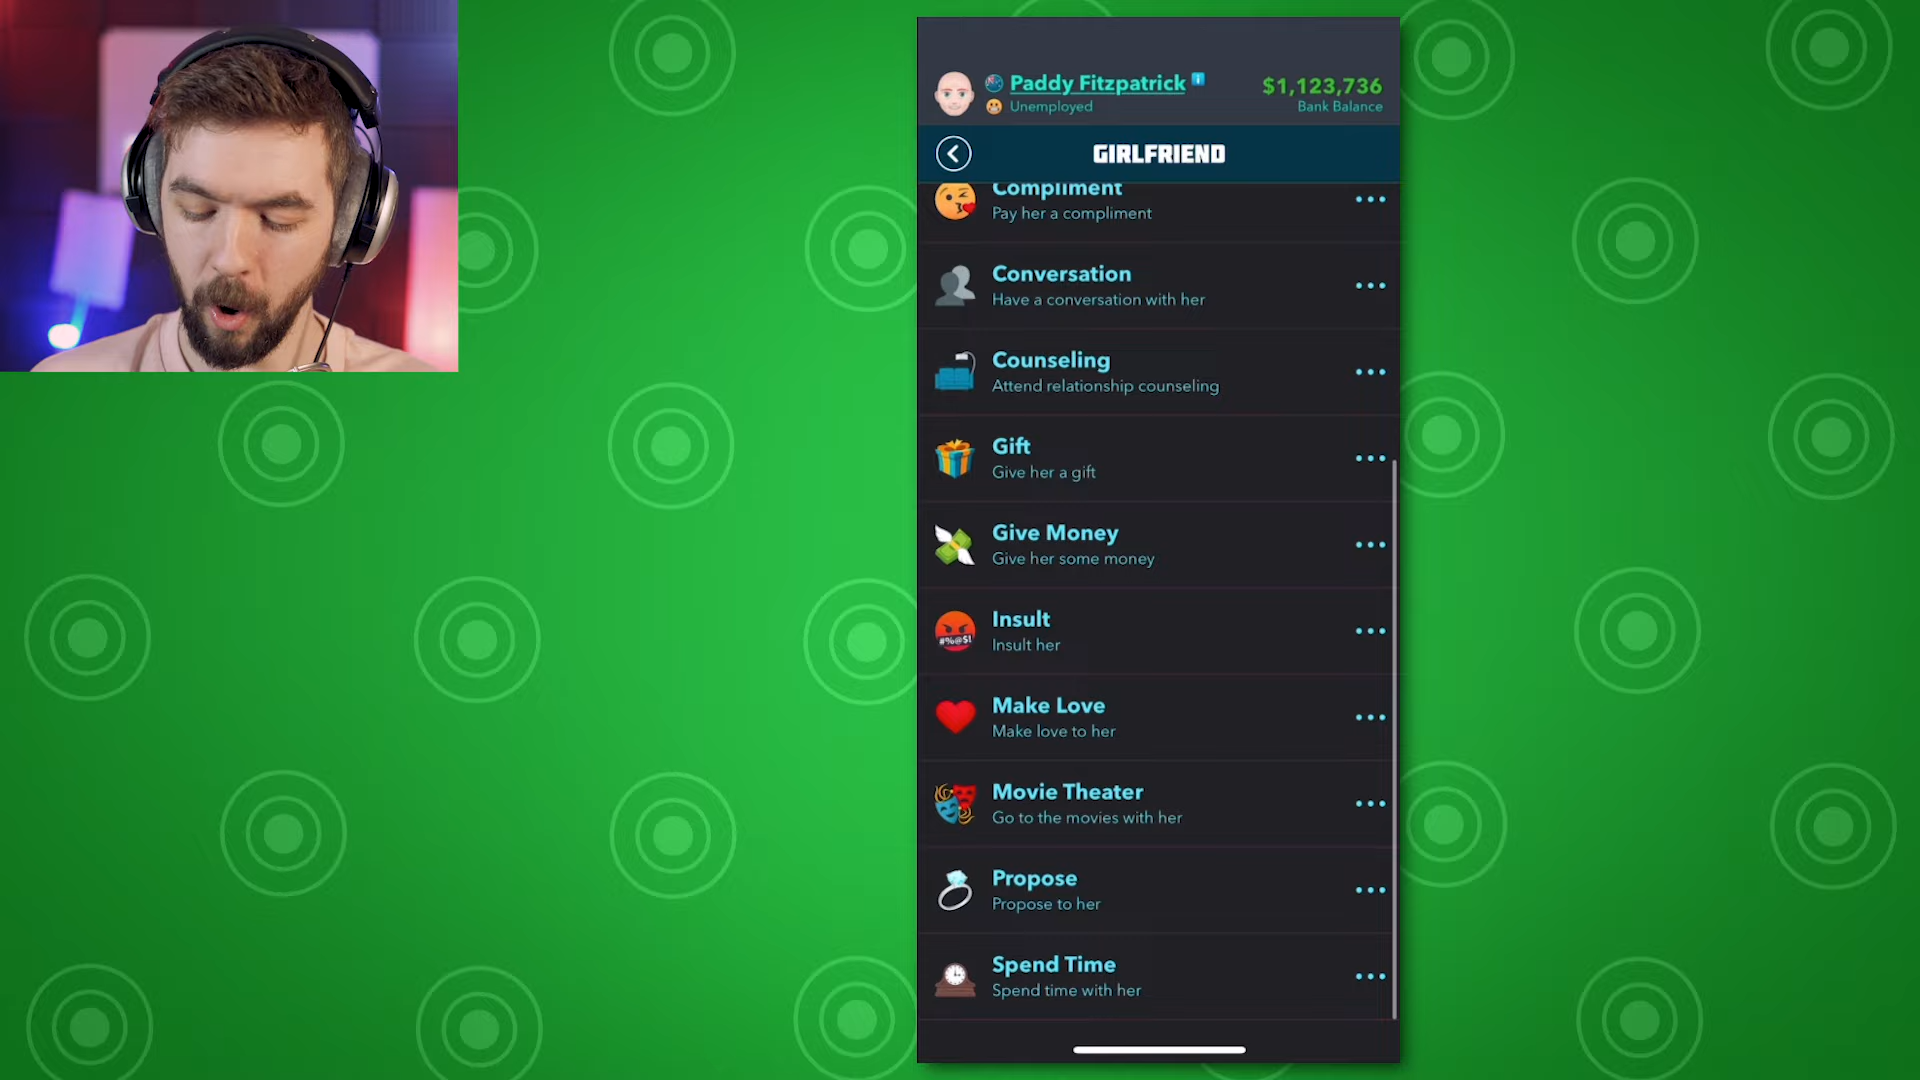 Paddy Fitzpatrick
$1,123,736
Unemployed
Bank Balance
GIRLFRIEND
Compliment
Pay her a compliment
Conversation
Have a conversation with her
Counseling
Attend relationship counseling
Gift
Give her a gift
Give Money
Give her some money
#%@$!
Insult
Insult her
Make Love
Make love to her
Movie Theater
Go to the movies with her
Propose
Propose to her
Spend Time
Spend time with her